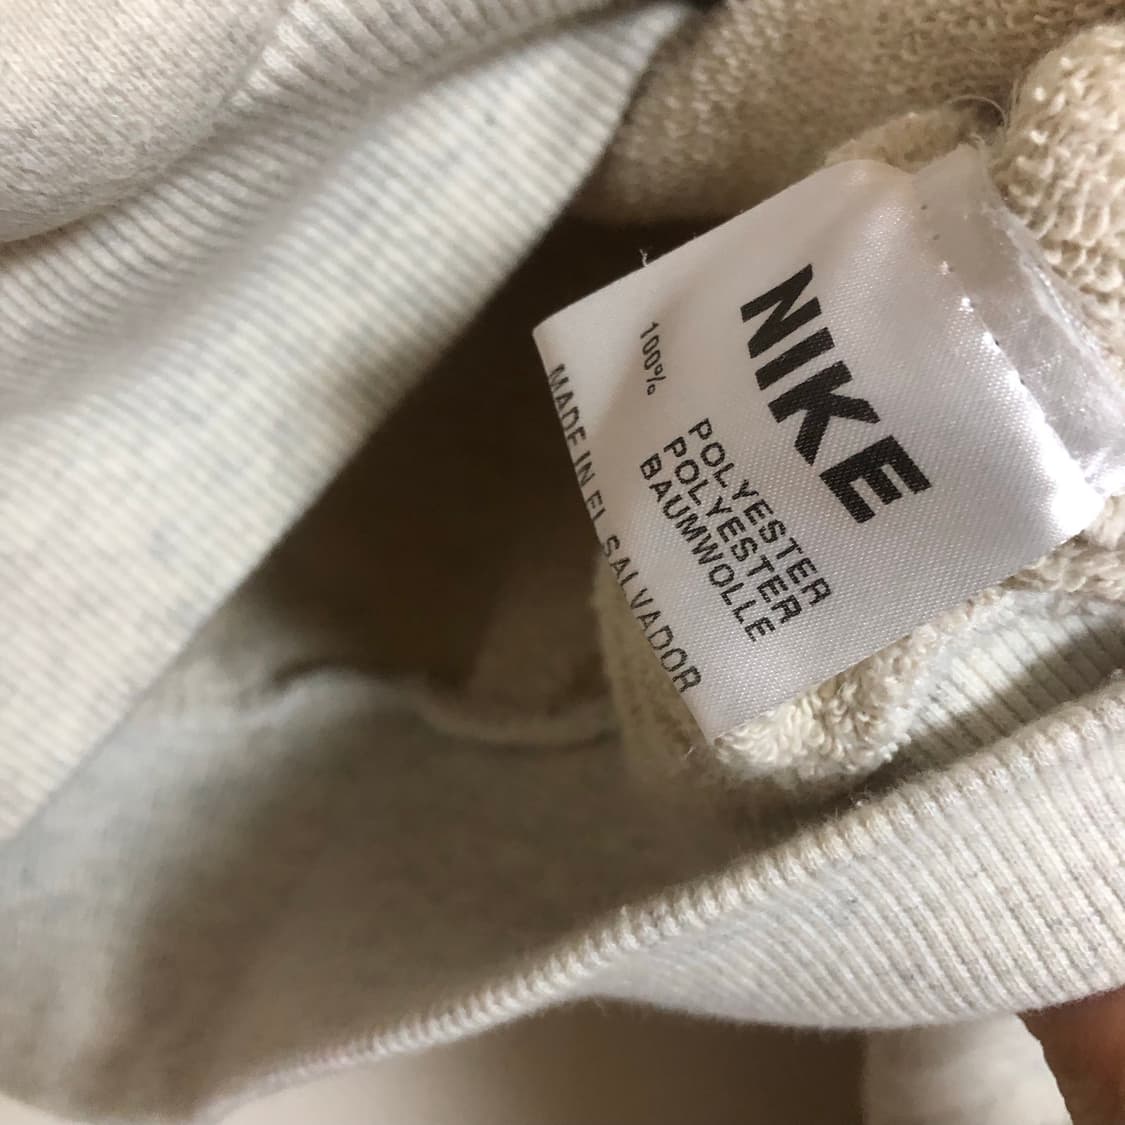 NIKE
POLYESTER
POLYESTER
BAUMWOLLE
100%
MADE IN EL SALVADOR